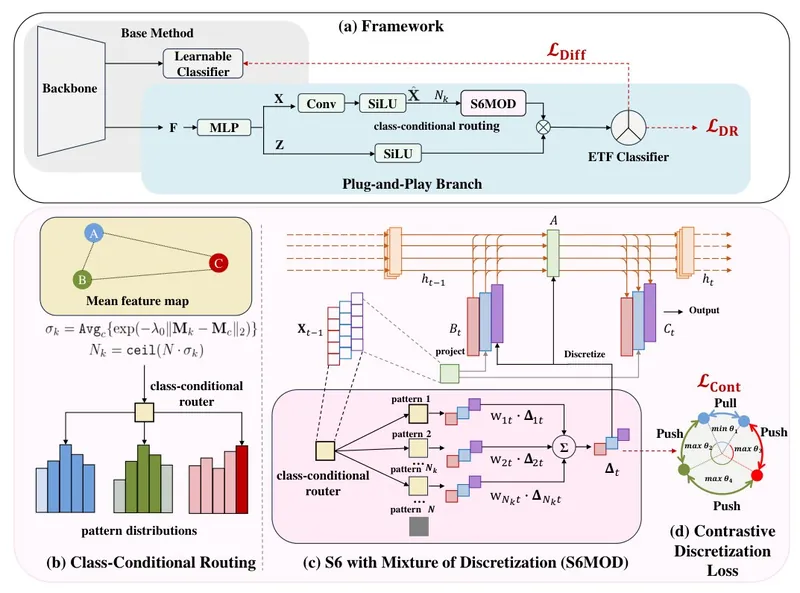 (a) Framework
Base Method
Backbone
Learnable
Classifier
F
MLP
X
Conv
SiLU
X̂
N_k
S6MOD
class-conditional routing
Z
SiLU
ETF Classifier
Plug-and-Play Branch
ℒ_Diff
ℒ_DR
A
B
C
Mean feature map
σ_k = Avg_c{exp(−λ_0‖M_k − M_c‖_2)}
N_k = ceil(N · σ_k)
class-conditional
router
pattern distributions
(b) Class-Conditional Routing
A
h_{t−1}
h_t
X_{t−1}
B_t
C_t
Output
project
Discretize
class-conditional
router
pattern 1
w_{1t} · Δ_{1t}
pattern 2
w_{2t} · Δ_{2t}
...
pattern N_k
w_{N_k t} · Δ_{N_k t}
...
pattern N
Σ
Δ_t
(c) S6 with Mixture of Discretization (S6MOD)
ℒ_Cont
Pull
Push
Push
min θ_1
max θ_2
max θ_3
max θ_4
Push
(d) Contrastive
Discretization
Loss